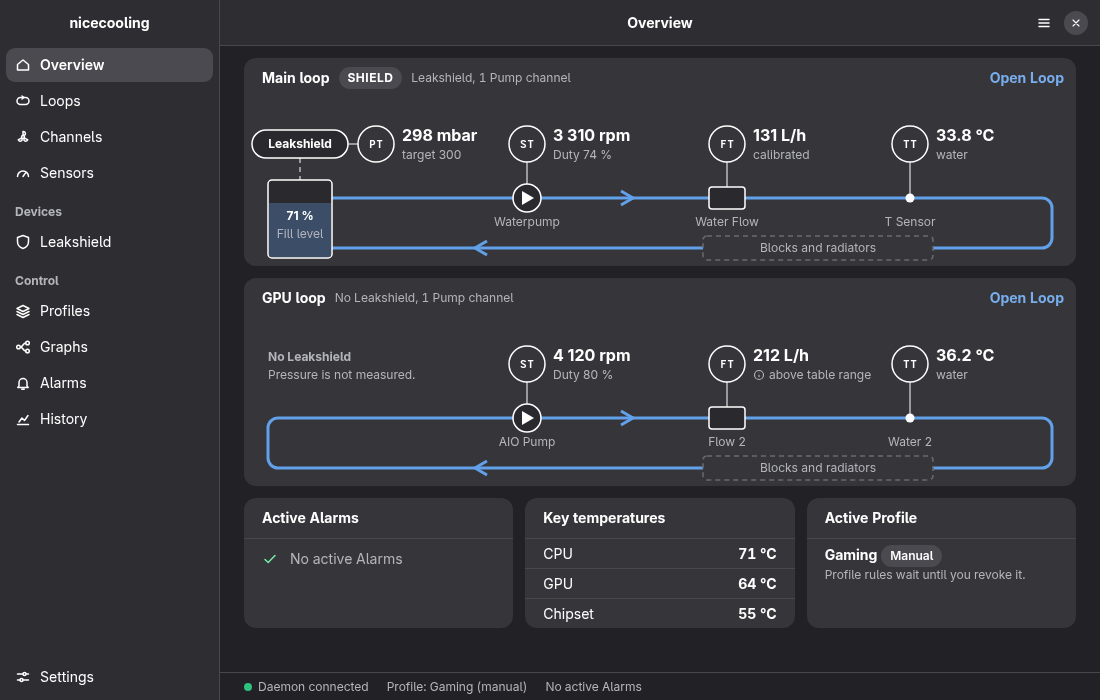 nicecooling
Overview
Overview
Loops
Channels
Sensors
Devices
Leakshield
Control
Profiles
Graphs
Alarms
History
Settings
Main loop SHIELD Leakshield, 1 Pump channel Open Loop
Leakshield PT 298 mbar target 300
ST 3 310 rpm Duty 74 %
FT 131 L/h calibrated
TT 33.8 °C water
71 %
Fill level
Waterpump
Water Flow
T Sensor
Blocks and radiators
GPU loop No Leakshield, 1 Pump channel Open Loop
No Leakshield
Pressure is not measured.
ST 4 120 rpm Duty 80 %
FT 212 L/h above table range
TT 36.2 °C water
AIO Pump
Flow 2
Water 2
Blocks and radiators
Active Alarms
No active Alarms
Key temperatures
CPU 71 °C
GPU 64 °C
Chipset 55 °C
Active Profile
Gaming Manual
Profile rules wait until you revoke it.
Daemon connected Profile: Gaming (manual) No active Alarms